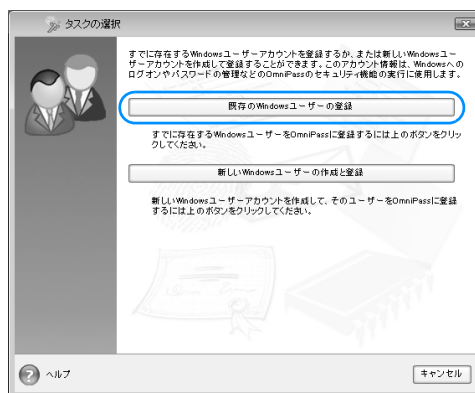 タスクの選択
すでに存在するWindowsユーザーアカウントを登録するか、または新しいWindowsユー
ザーアカウントを作成して登録することができます。このアカウント情報は、Windowsへの
ログオンやパスワードの管理などのOmniPassのセキュリティ機能の実行に使用します。
既存のWindowsユーザーの登録
すでに存在するWindowsユーザーをOmniPassに登録するには上のボタンをクリッ
クしてください。
新しいWindowsユーザーの作成と登録
新しいWindowsユーザーアカウントを作成して、そのユーザーをOmniPassに登録
するには上のボタンをクリックしてください。
ヘルプ
キャンセル